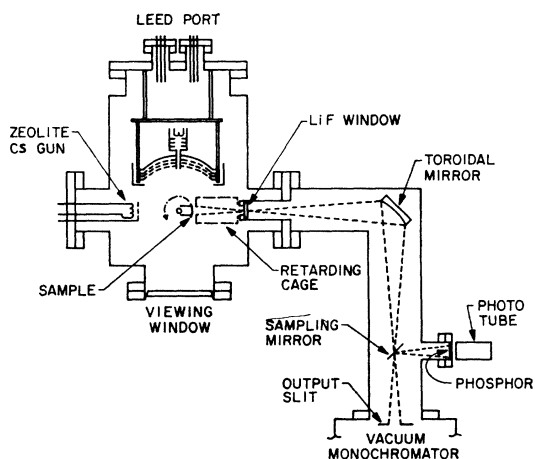 LEED PORT
ZEOLITE
CS GUN
LiF WINDOW
TOROIDAL
MIRROR
SAMPLE
RETARDING
CAGE
VIEWING
WINDOW
SAMPLING
MIRROR
PHOTO
TUBE
OUTPUT
SLIT
PHOSPHOR
VACUUM
MONOCHROMATOR